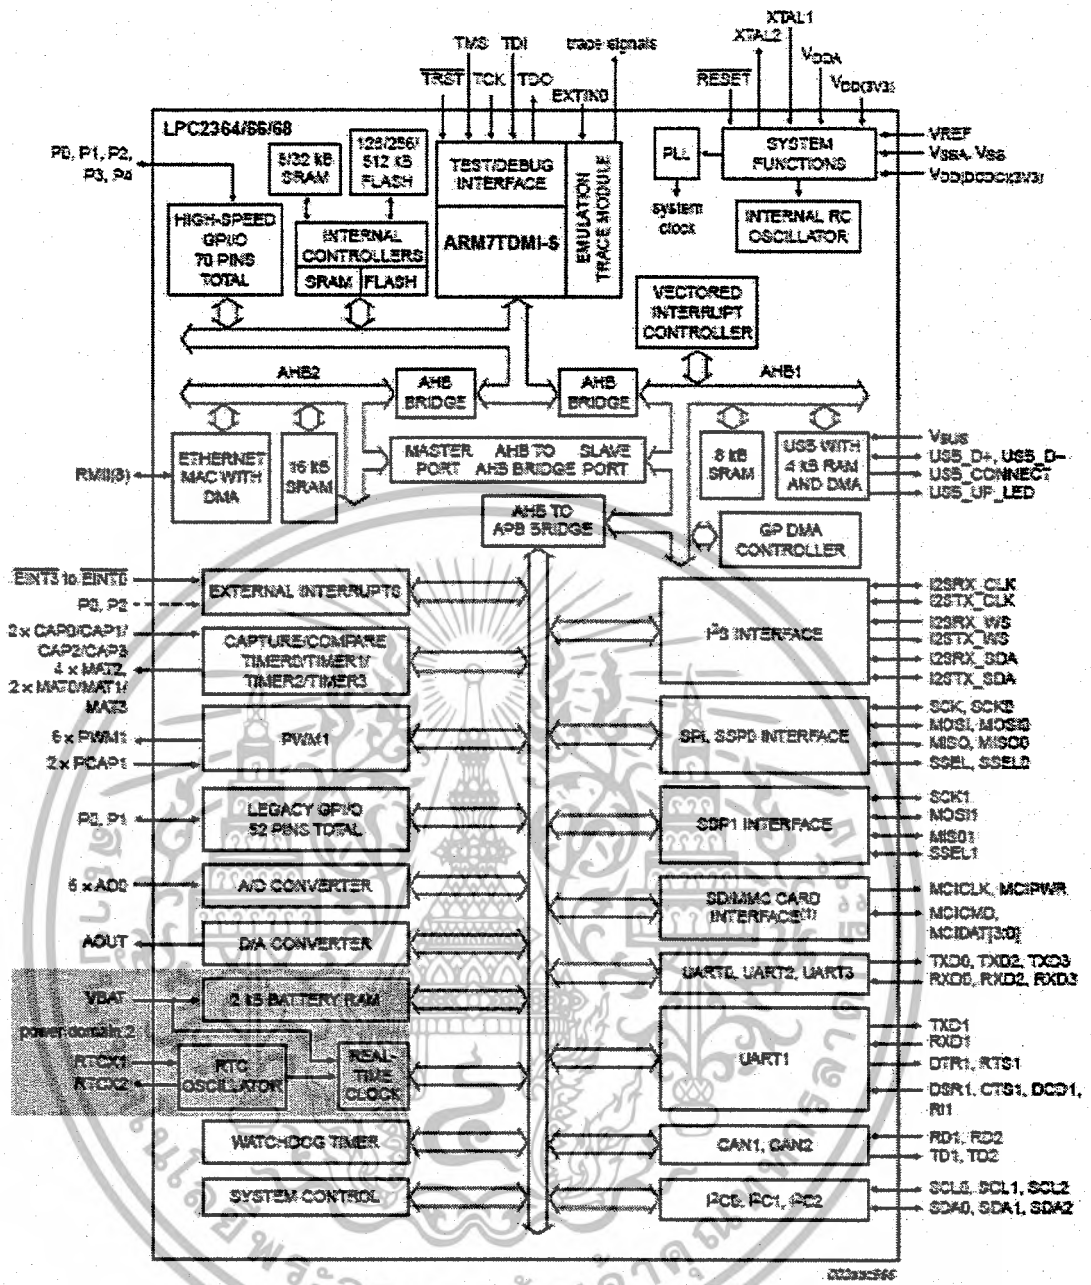 XTAL1
TMS TDI trace signals XTAL2
VDDA
TRST TCK TDO RESET VDD(3V3)
EXTIN0
LPC2364/66/68
P0, P1, P2,
P3, P4
8/32 kB
SRAM
128/256/
512 kB
FLASH
TEST/DEBUG
INTERFACE
EMULATION
TRACE MODULE
PLL
SYSTEM
FUNCTIONS
VREF
VSSA, VSS
VDD(DCDC)(3V3)
system
clock
INTERNAL RC
OSCILLATOR
HIGH-SPEED
GPI/O
70 PINS
TOTAL
INTERNAL
CONTROLLERS
SRAM FLASH
ARM7TDMI-S
VECTORED
INTERRUPT
CONTROLLER
AHB2
AHB
BRIDGE
AHB
BRIDGE
AHB1
RMII(8)
ETHERNET
MAC WITH
DMA
16 kB
SRAM
MASTER AHB TO SLAVE
PORT AHB BRIDGE PORT
8 kB
SRAM
USB WITH
4 kB RAM
AND DMA
VBUS
USB_D+, USB_D−
USB_CONNECT
USB_UP_LED
AHB TO
APB BRIDGE
GP DMA
CONTROLLER
EINT3 to EINT0
P0, P2
EXTERNAL INTERRUPTS
2 x CAP0/CAP1/
CAP2/CAP3
4 x MAT2,
2 x MAT0/MAT1/
MAT3
CAPTURE/COMPARE
TIMER0/TIMER1/
TIMER2/TIMER3
6 x PWM1
2 x PCAP1
PWM1
P0, P1
LEGACY GPI/O
52 PINS TOTAL
6 x AD0
A/D CONVERTER
AOUT
D/A CONVERTER
VBAT
2 kB BATTERY RAM
power domain 2
RTCX1
RTCX2
RTC
OSCILLATOR
REAL-
TIME
CLOCK
WATCHDOG TIMER
SYSTEM CONTROL
I2S INTERFACE
I2SRX_CLK
I2STX_CLK
I2SRX_WS
I2STX_WS
I2SRX_SDA
I2STX_SDA
SPI, SSP0 INTERFACE
SCK, SCK0
MOSI, MOSI0
MISO, MISO0
SSEL, SSEL0
SSP1 INTERFACE
SCK1
MOSI1
MISO1
SSEL1
SD/MMC CARD
INTERFACE(1)
MCICLK, MCIPWR
MCICMD,
MCIDAT[3:0]
UART0, UART2, UART3
TXD0, TXD2, TXD3
RXD0, RXD2, RXD3
UART1
TXD1
RXD1
DTR1, RTS1
DSR1, CTS1, DCD1,
RI1
CAN1, CAN2
RD1, RD2
TD1, TD2
I2C0, I2C1, I2C2
SCL0, SCL1, SCL2
SDA0, SDA1, SDA2